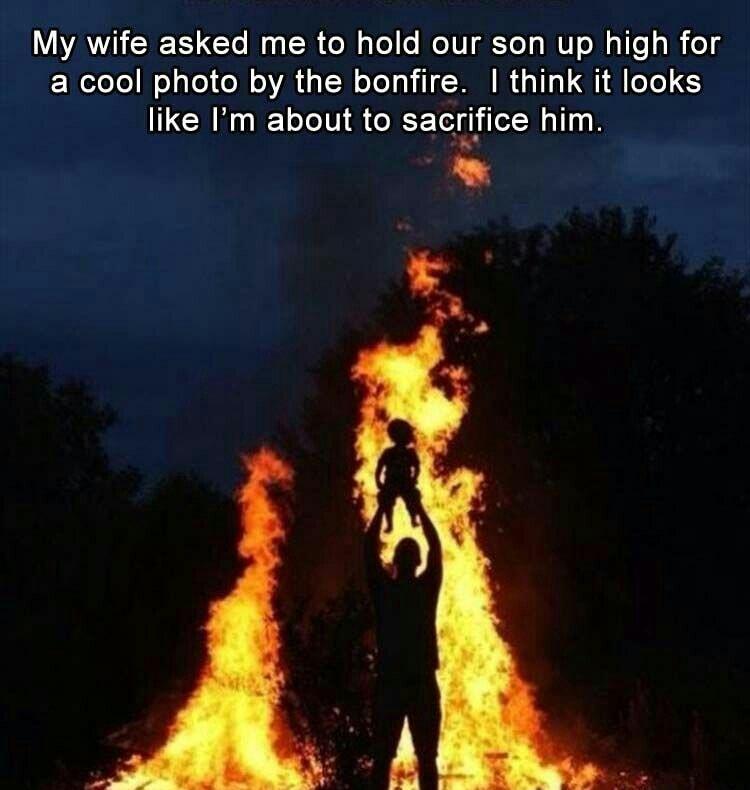 My wife asked me to hold our son up high for
a cool photo by the bonfire.  I think it looks
like I'm about to sacrifice him.